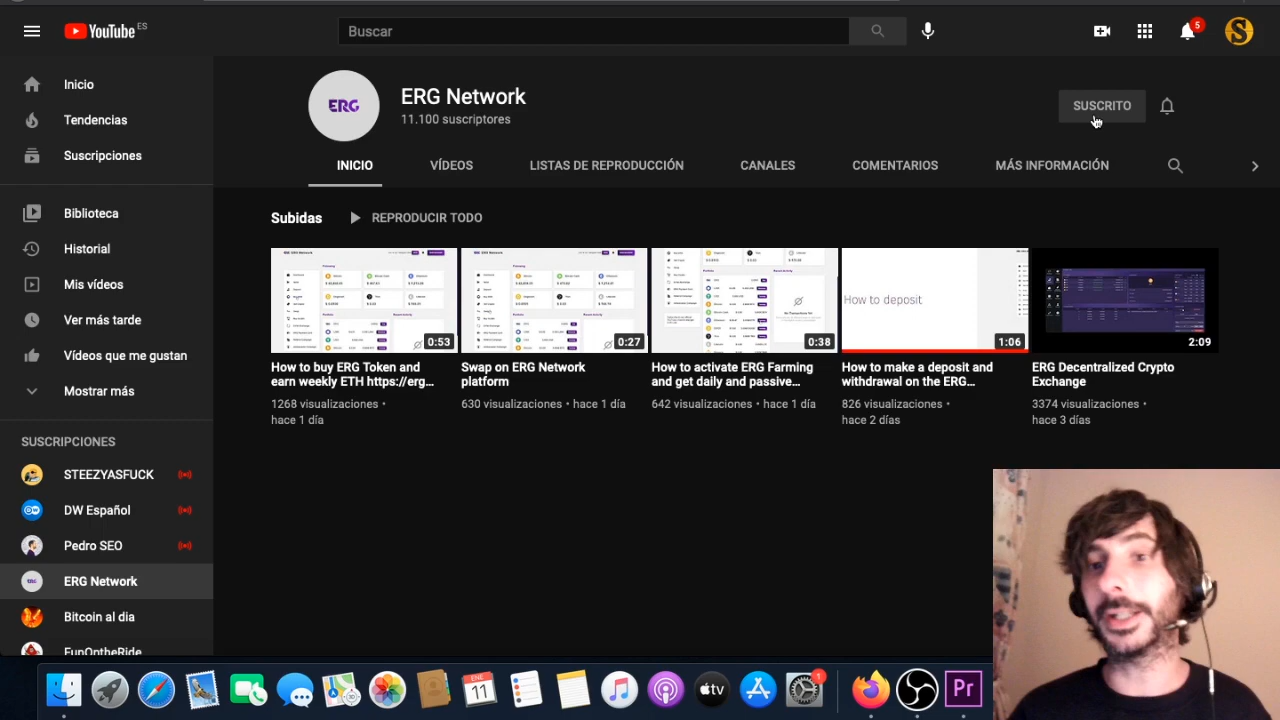 YouTube ES
Buscar
5
Inicio
Tendencias
Suscripciones
Biblioteca
Historial
Mis vídeos
Ver más tarde
Vídeos que me gustan
Mostrar más
SUSCRIPCIONES
STEEZYASFUCK
DW Español
Pedro SEO
ERG Network
Bitcoin al dia
FunOntheRide
ERG
ERG Network
11.100 suscriptores
SUSCRITO
INICIO VÍDEOS LISTAS DE REPRODUCCIÓN CANALES COMENTARIOS MÁS INFORMACIÓN
Subidas REPRODUCIR TODO
0:53
How to buy ERG Token and
earn weekly ETH https://erg...
1268 visualizaciones •
hace 1 día
0:27
Swap on ERG Network
platform
630 visualizaciones • hace 1 día
0:38
How to activate ERG Farming
and get daily and passive...
642 visualizaciones • hace 1 día
How to deposit
1:06
How to make a deposit and
withdrawal on the ERG...
826 visualizaciones •
hace 2 días
2:09
ERG Decentralized Crypto
Exchange
3374 visualizaciones •
hace 3 días
ENE
11
tv
1
Pr